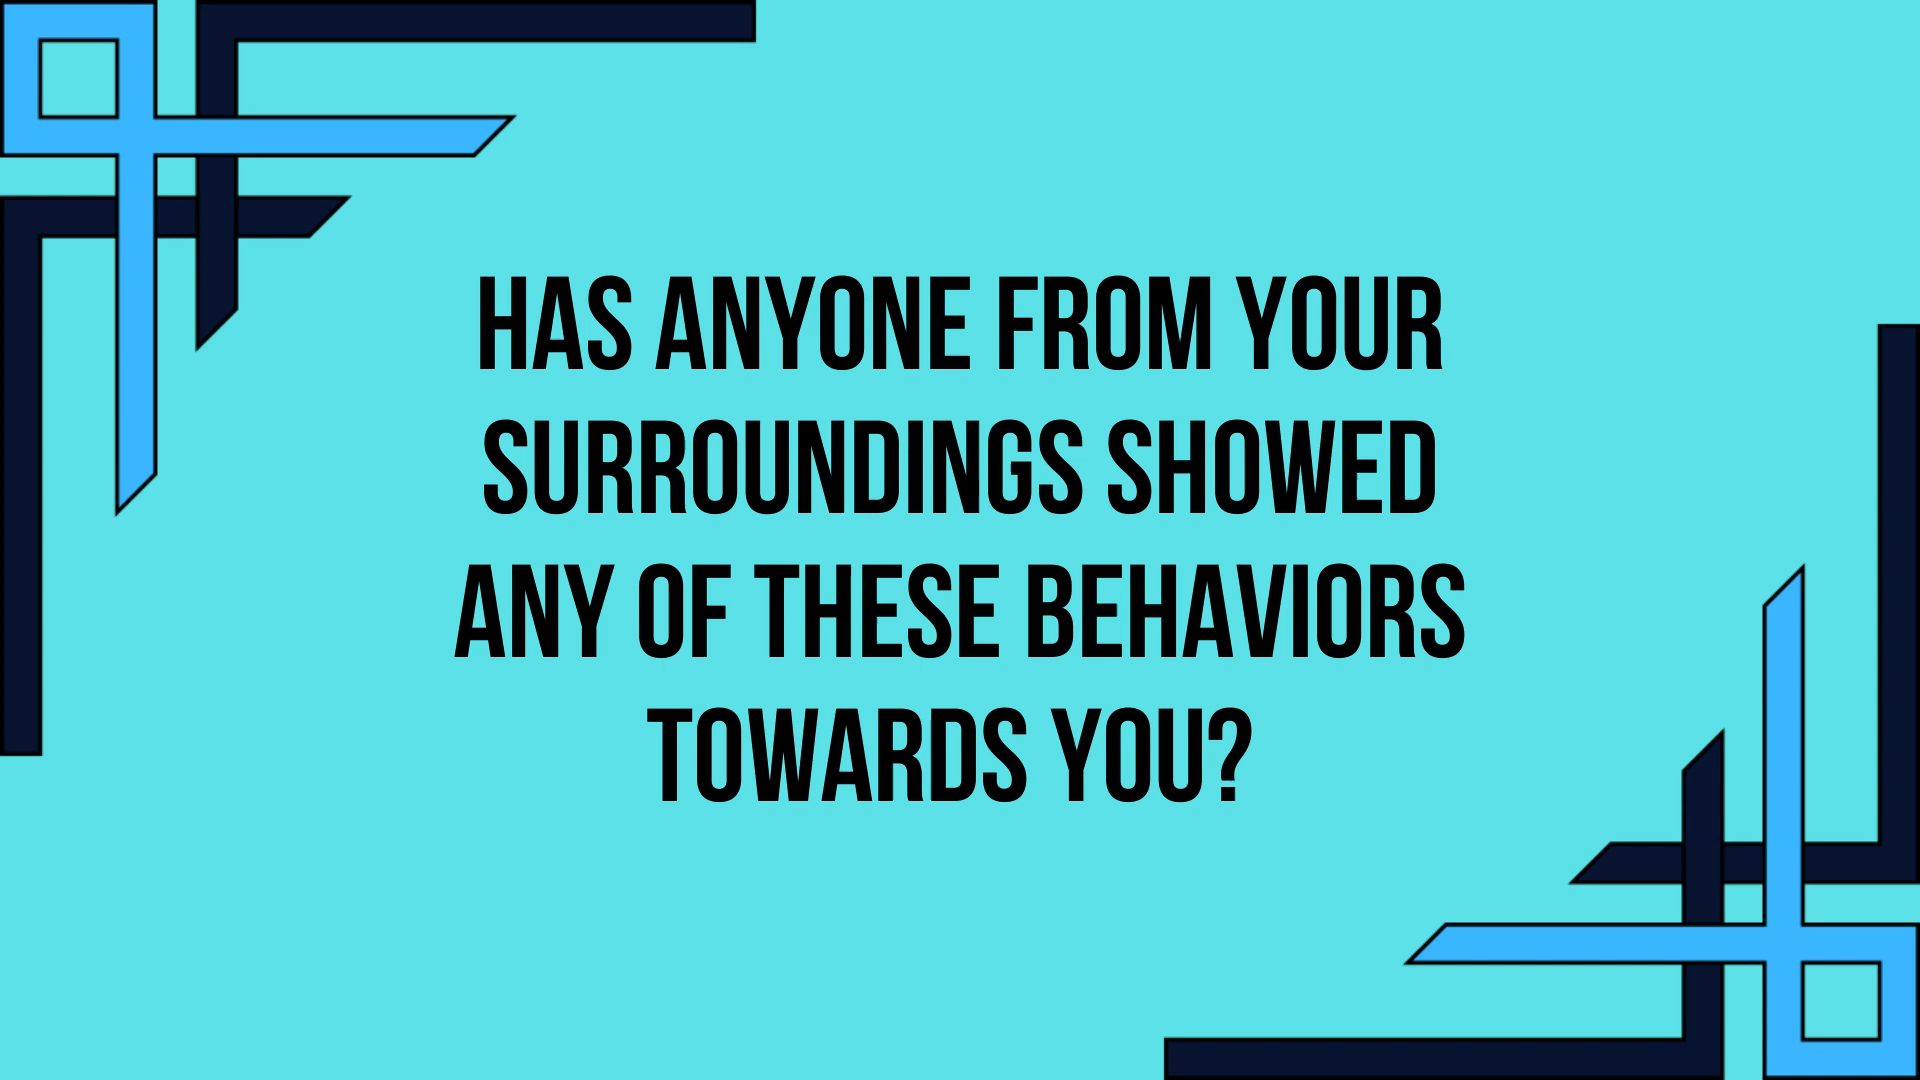 HAS ANYONE FROM YOUR
SURROUNDINGS SHOWED
ANY OF THESE BEHAVIORS
TOWARDS YOU?